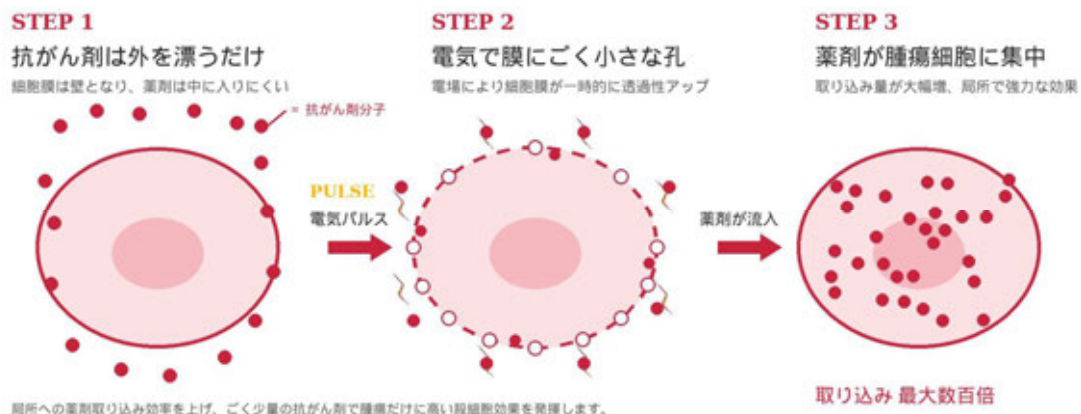 STEP 1
抗がん剤は外を漂うだけ
細胞膜は壁となり、薬剤は中に入りにくい
= 抗がん剤分子
STEP 2
電気で膜にごく小さな孔
電場により細胞膜が一時的に透過性アップ
PULSE
電気パルス
STEP 3
薬剤が腫瘍細胞に集中
取り込み量が大幅増、局所で強力な効果
薬剤が流入
取り込み 最大数百倍
局所への薬剤取り込み効率を上げ、ごく少量の抗がん剤で腫瘍だけに高い殺細胞効果を発揮します。